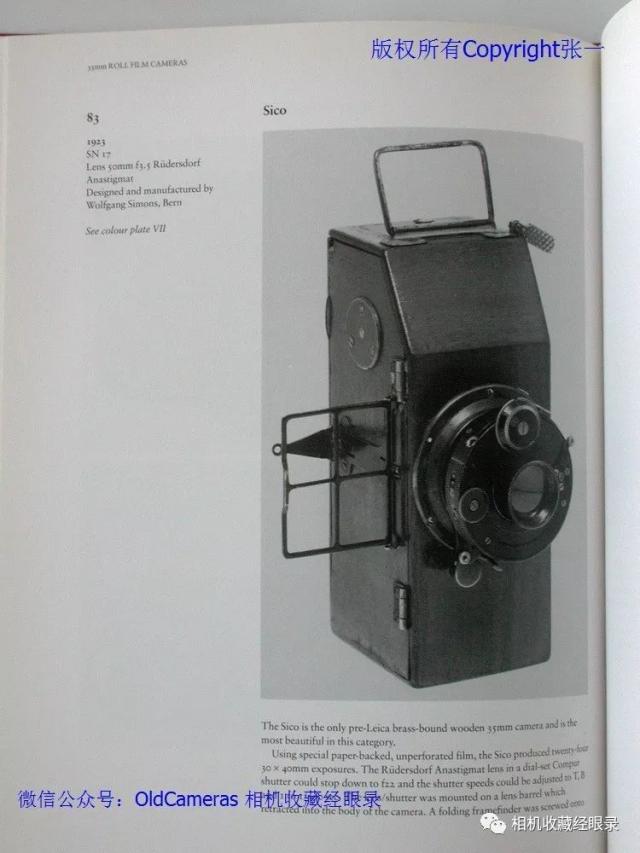 版权所有Copyright张一
35mm ROLL FILM CAMERAS
83
1923
SN 17
Lens 50mm f3.5 Rüdersdorf
Anastigmat
Designed and manufactured by
Wolfgang Simons, Bern
See colour plate VII
Sico
The Sico is the only pre-Leica brass-bound wooden 35mm camera and is the
most beautiful in this category.
Using special paper-backed, unperforated film, the Sico produced twenty-four
30 × 40mm exposures. The Rüdersdorf Anastigmat lens in a dial-set Compur
shutter could stop down to f22 and the shutter speeds could be adjusted to T, B
/shutter was mounted on a lens barrel which
微信公众号：OldCameras 相机收藏经眼录
retracted into the body of the camera. A folding framefinder was screwed onto
相机收藏经眼录